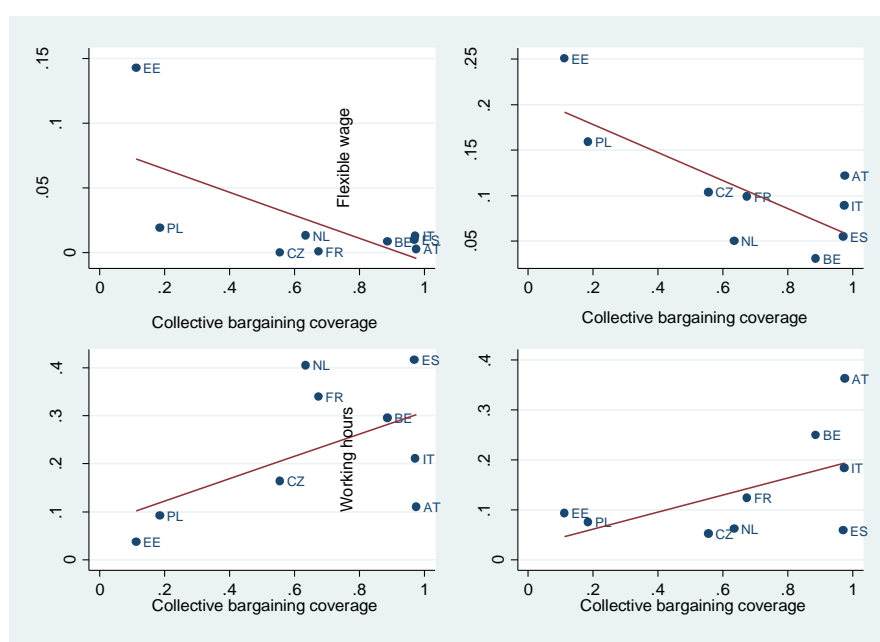 .15
.1
.05
0
EE
PL
CZ
NL
FR
BE
IT
ES
AT
0 .2 .4 .6 .8 1
Collective bargaining coverage
Flexible wage
.25
.2
.15
.1
.05
EE
PL
CZ
FR
NL
AT
IT
ES
BE
0 .2 .4 .6 .8 1
Collective bargaining coverage
.4
.3
.2
.1
0
NL
ES
FR
BE
IT
CZ
AT
PL
EE
0 .2 .4 .6 .8 1
Collective bargaining coverage
Working hours
.4
.3
.2
.1
0
AT
BE
IT
FR
EE
PL
CZ
NL
ES
0 .2 .4 .6 .8 1
Collective bargaining coverage